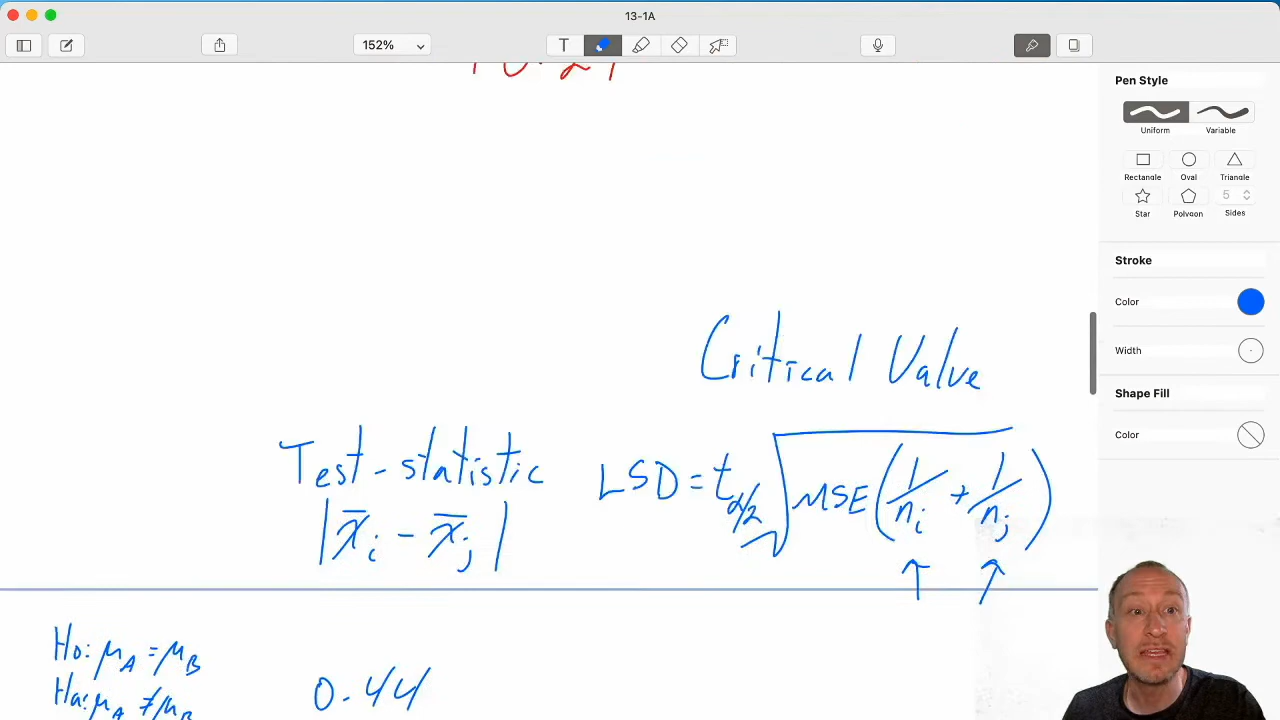 13-1A
152%
T
Pen Style
Uniform
Variable
Rectangle
Oval
Triangle
Star
Polygon
5
Sides
Stroke
Color
Width
Shape Fill
Color
Critical Value
Test-statistic
LSD = t α/2 √MSE(1/ni + 1/nj)
|x̄i - x̄j|
↑ ↑
Ho: μA = μB
Ha: μA ≠ μB
0.44